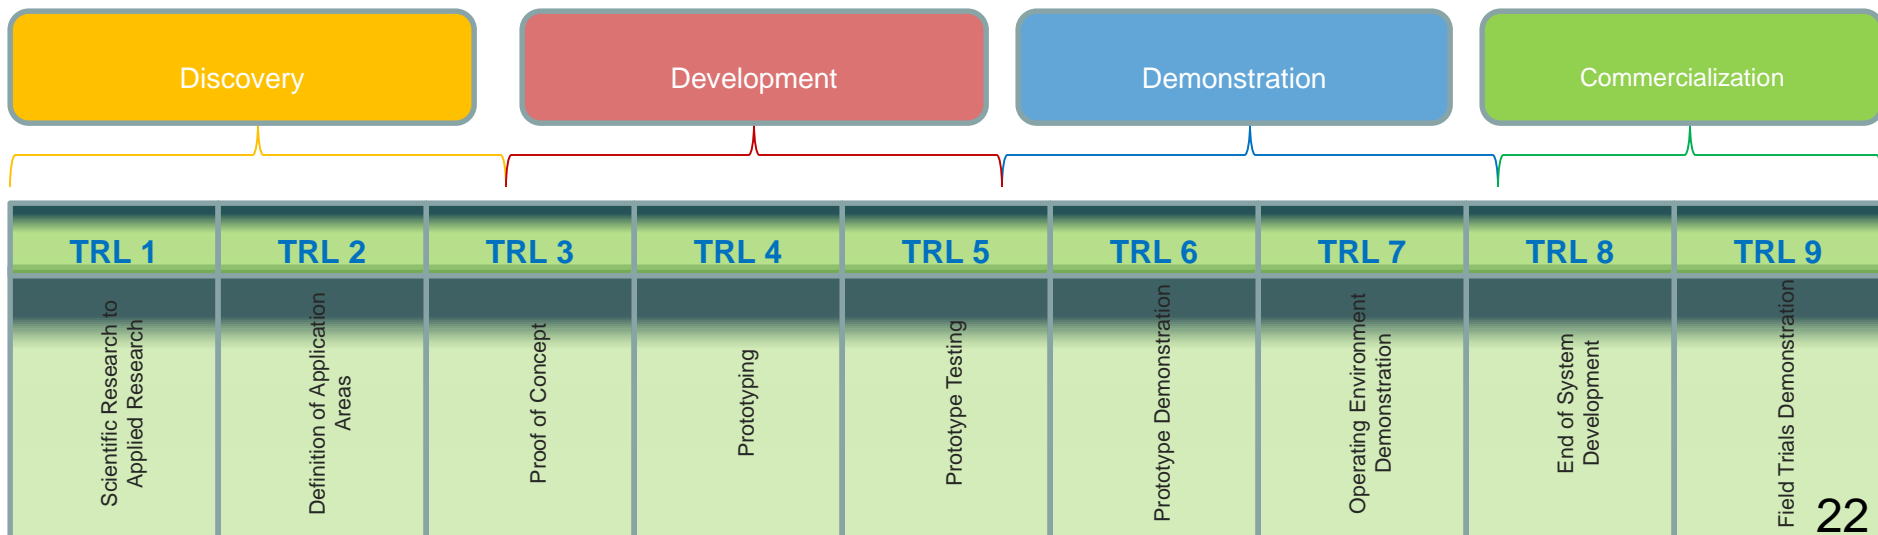 Discovery
Development
Demonstration
Commercialization
TRL 1
TRL 2
TRL 3
TRL 4
TRL 5
TRL 6
TRL 7
TRL 8
TRL 9
Scientific Research to
Applied Research
Definition of Application
Areas
Proof of Concept
Prototyping
Prototype Testing
Prototype Demonstration
Operating Environment
Demonstration
End of System
Development
Field Trials Demonstration
22